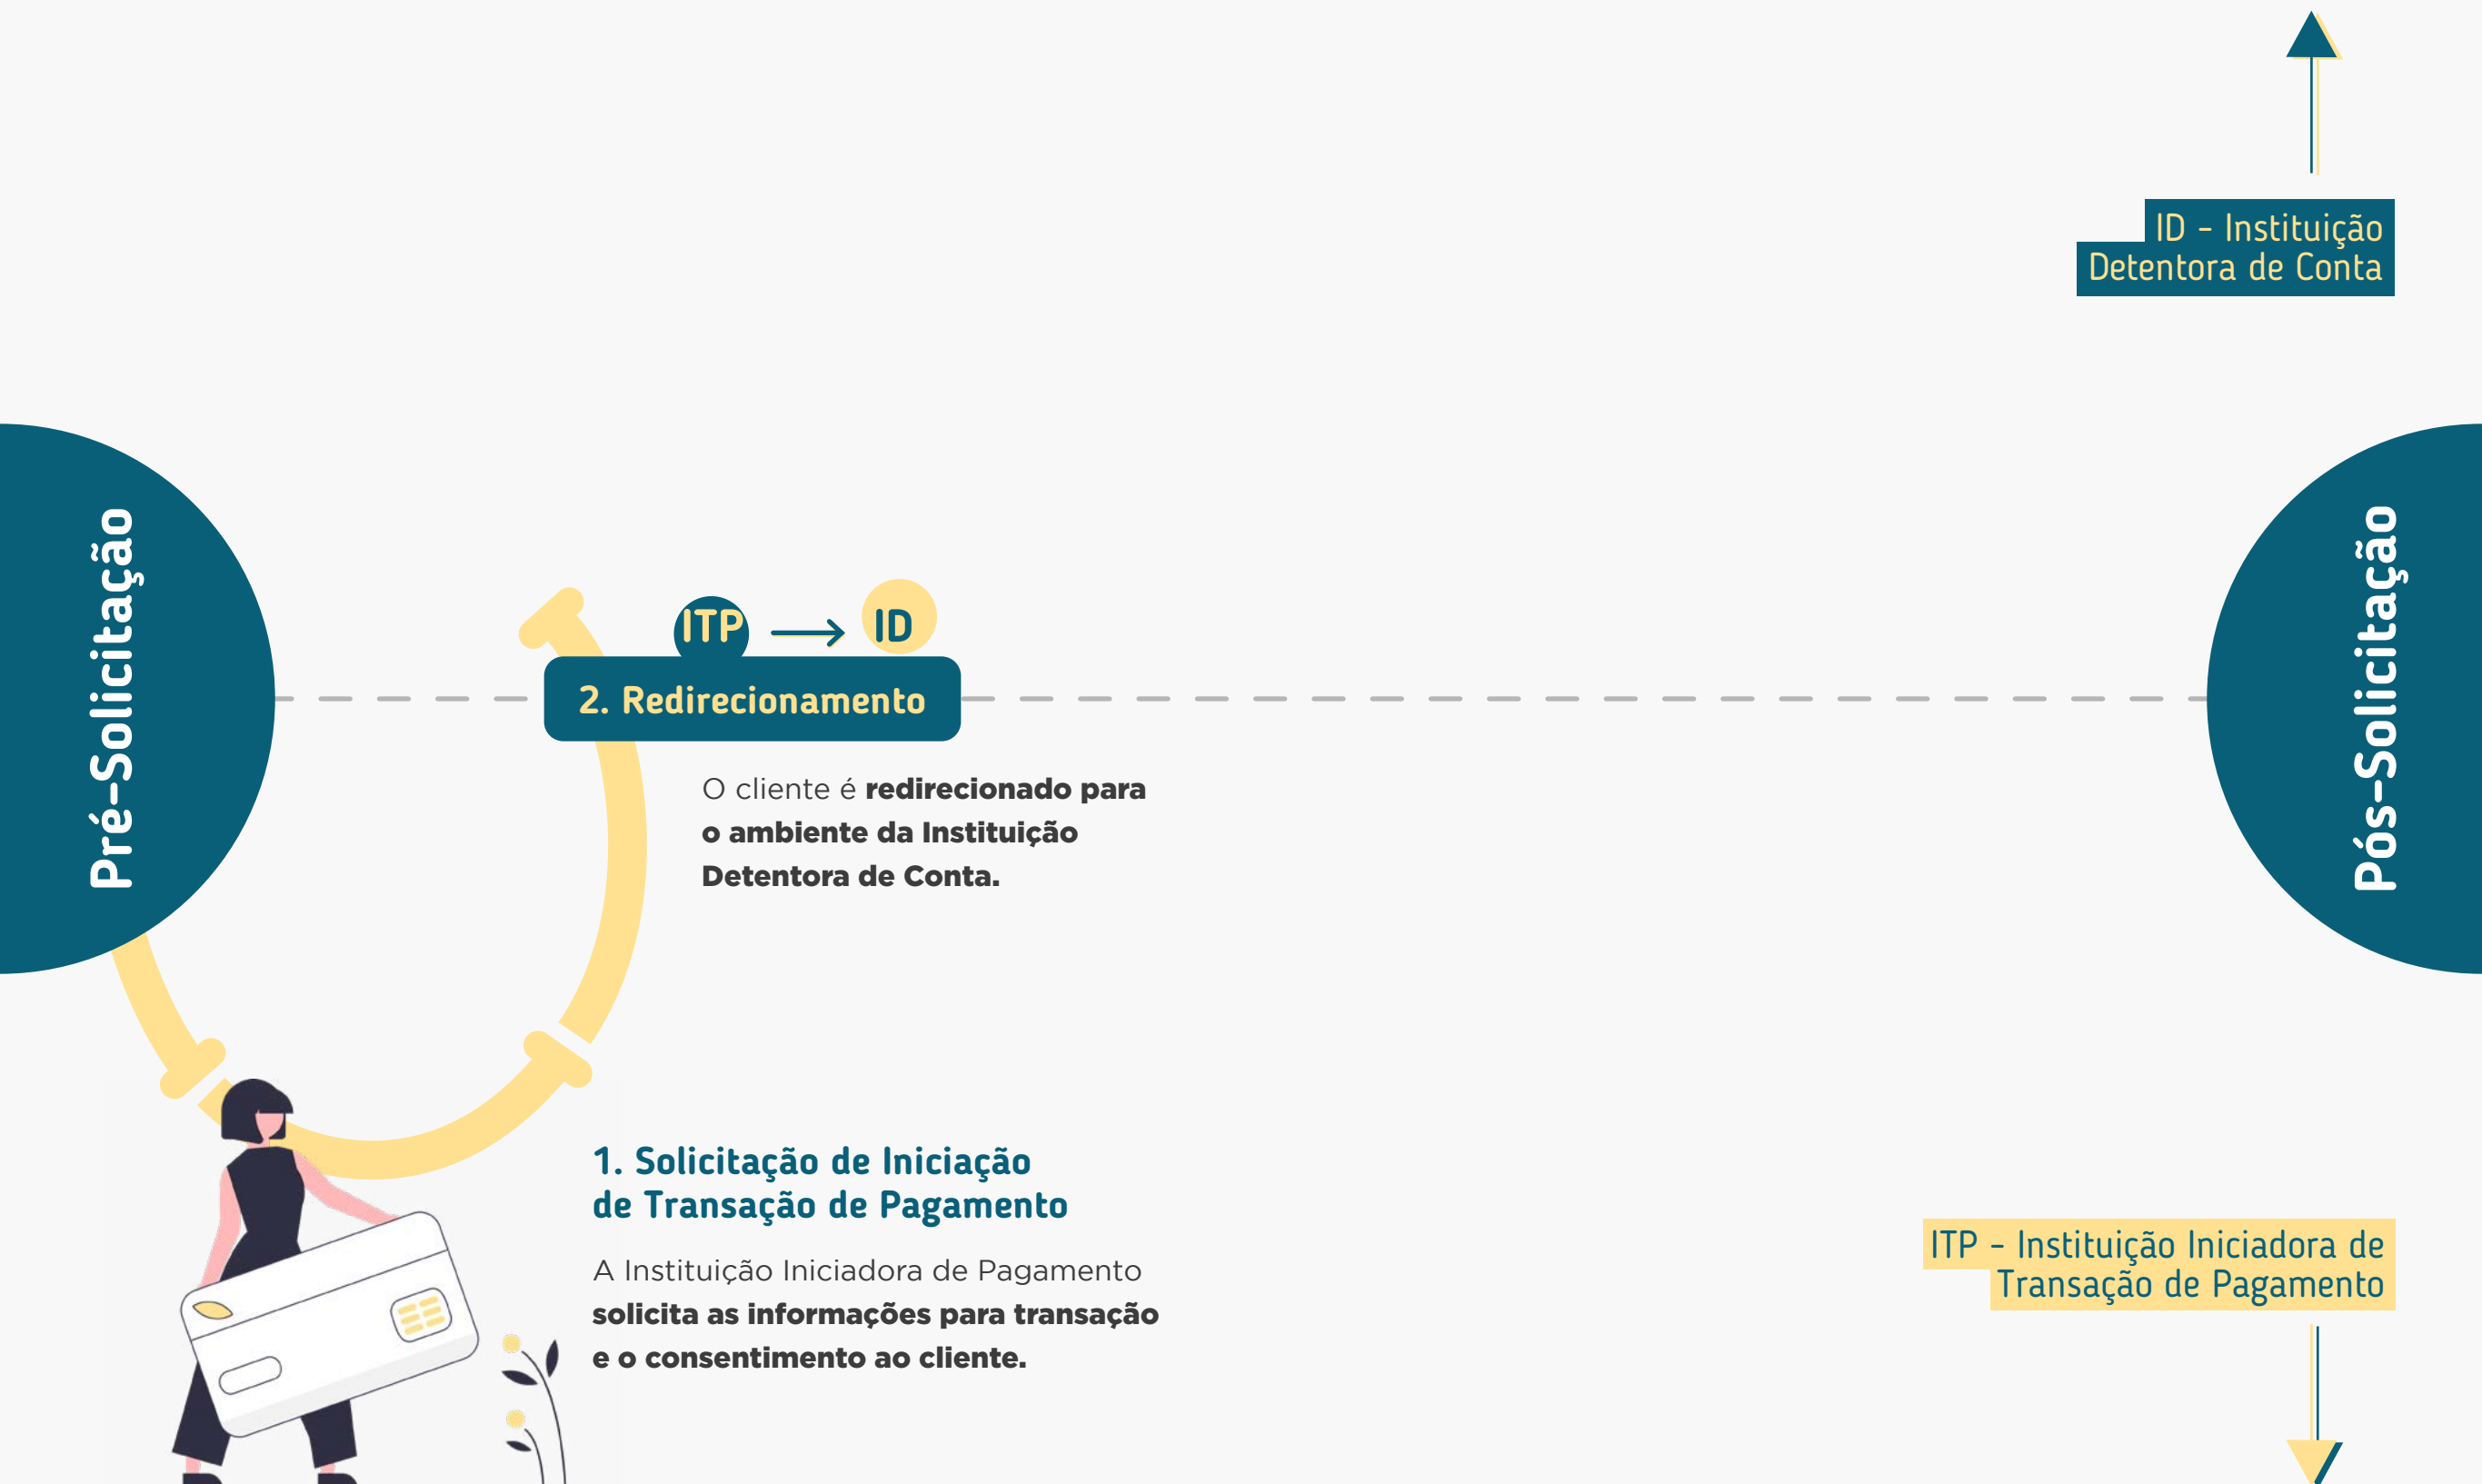 ID - Instituição
Detentora de Conta
Pré-Solicitação
Pós-Solicitação
ITP
ID
2. Redirecionamento
O cliente é redirecionado para
o ambiente da Instituição
Detentora de Conta.
1. Solicitação de Iniciação
de Transação de Pagamento
A Instituição Iniciadora de Pagamento
solicita as informações para transação
e o consentimento ao cliente.
ITP - Instituição Iniciadora de
Transação de Pagamento